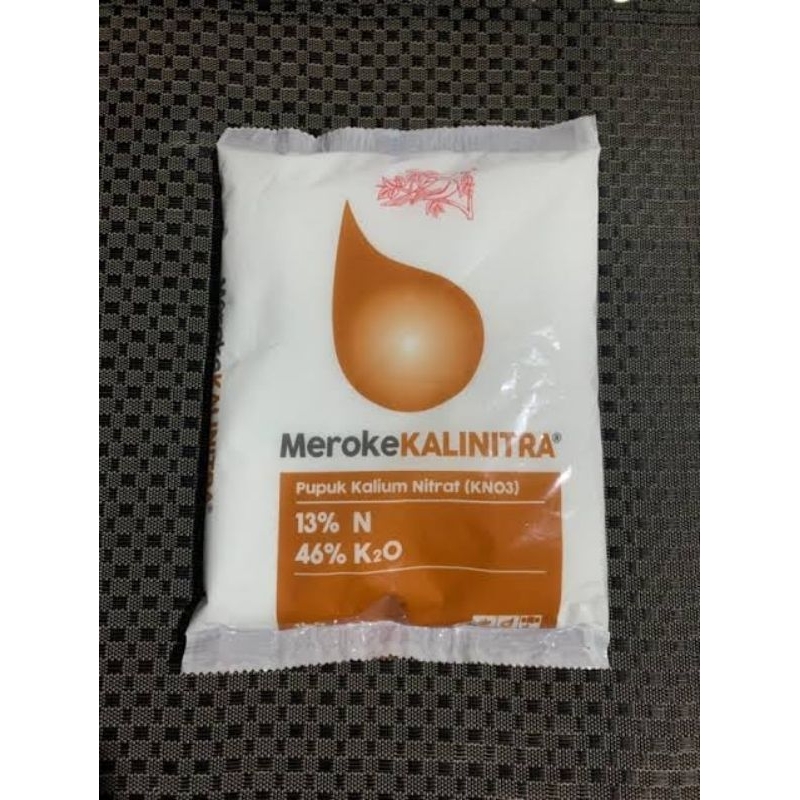 MerokeKALINITRA®
Pupuk Kalium Nitrat (KNO3)
13% N
46% K₂O